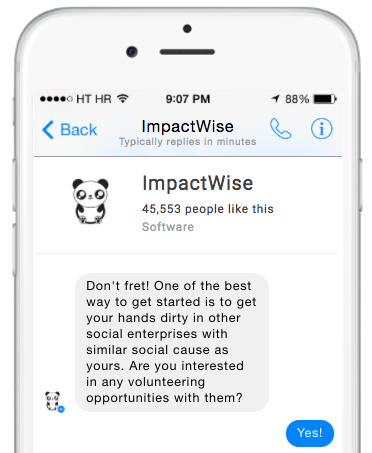 HT HR 9:07 PM 88%
Back ImpactWise
Typically replies in minutes
ImpactWise
45,553 people like this
Software
Don't fret! One of the best
way to get started is to get
your hands dirty in other
social enterprises with
similar social cause as
yours. Are you interested
in any volunteering
opportunities with them?
Yes!